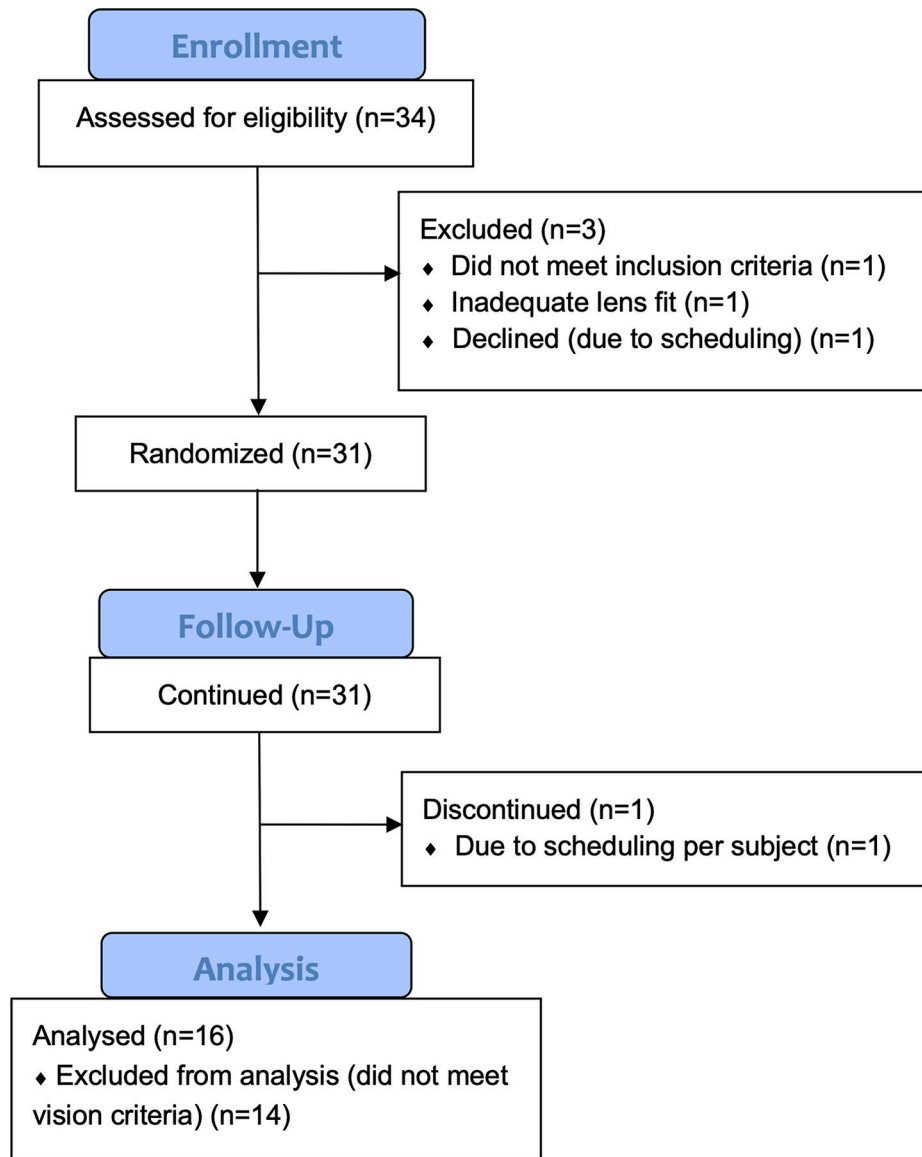 Enrollment
Assessed for eligibility (n=34)
Excluded (n=3)
♦ Did not meet inclusion criteria (n=1)
♦ Inadequate lens fit (n=1)
♦ Declined (due to scheduling) (n=1)
Randomized (n=31)
Follow-Up
Continued (n=31)
Discontinued (n=1)
♦ Due to scheduling per subject (n=1)
Analysis
Analysed (n=16)
♦ Excluded from analysis (did not meet
vision criteria) (n=14)